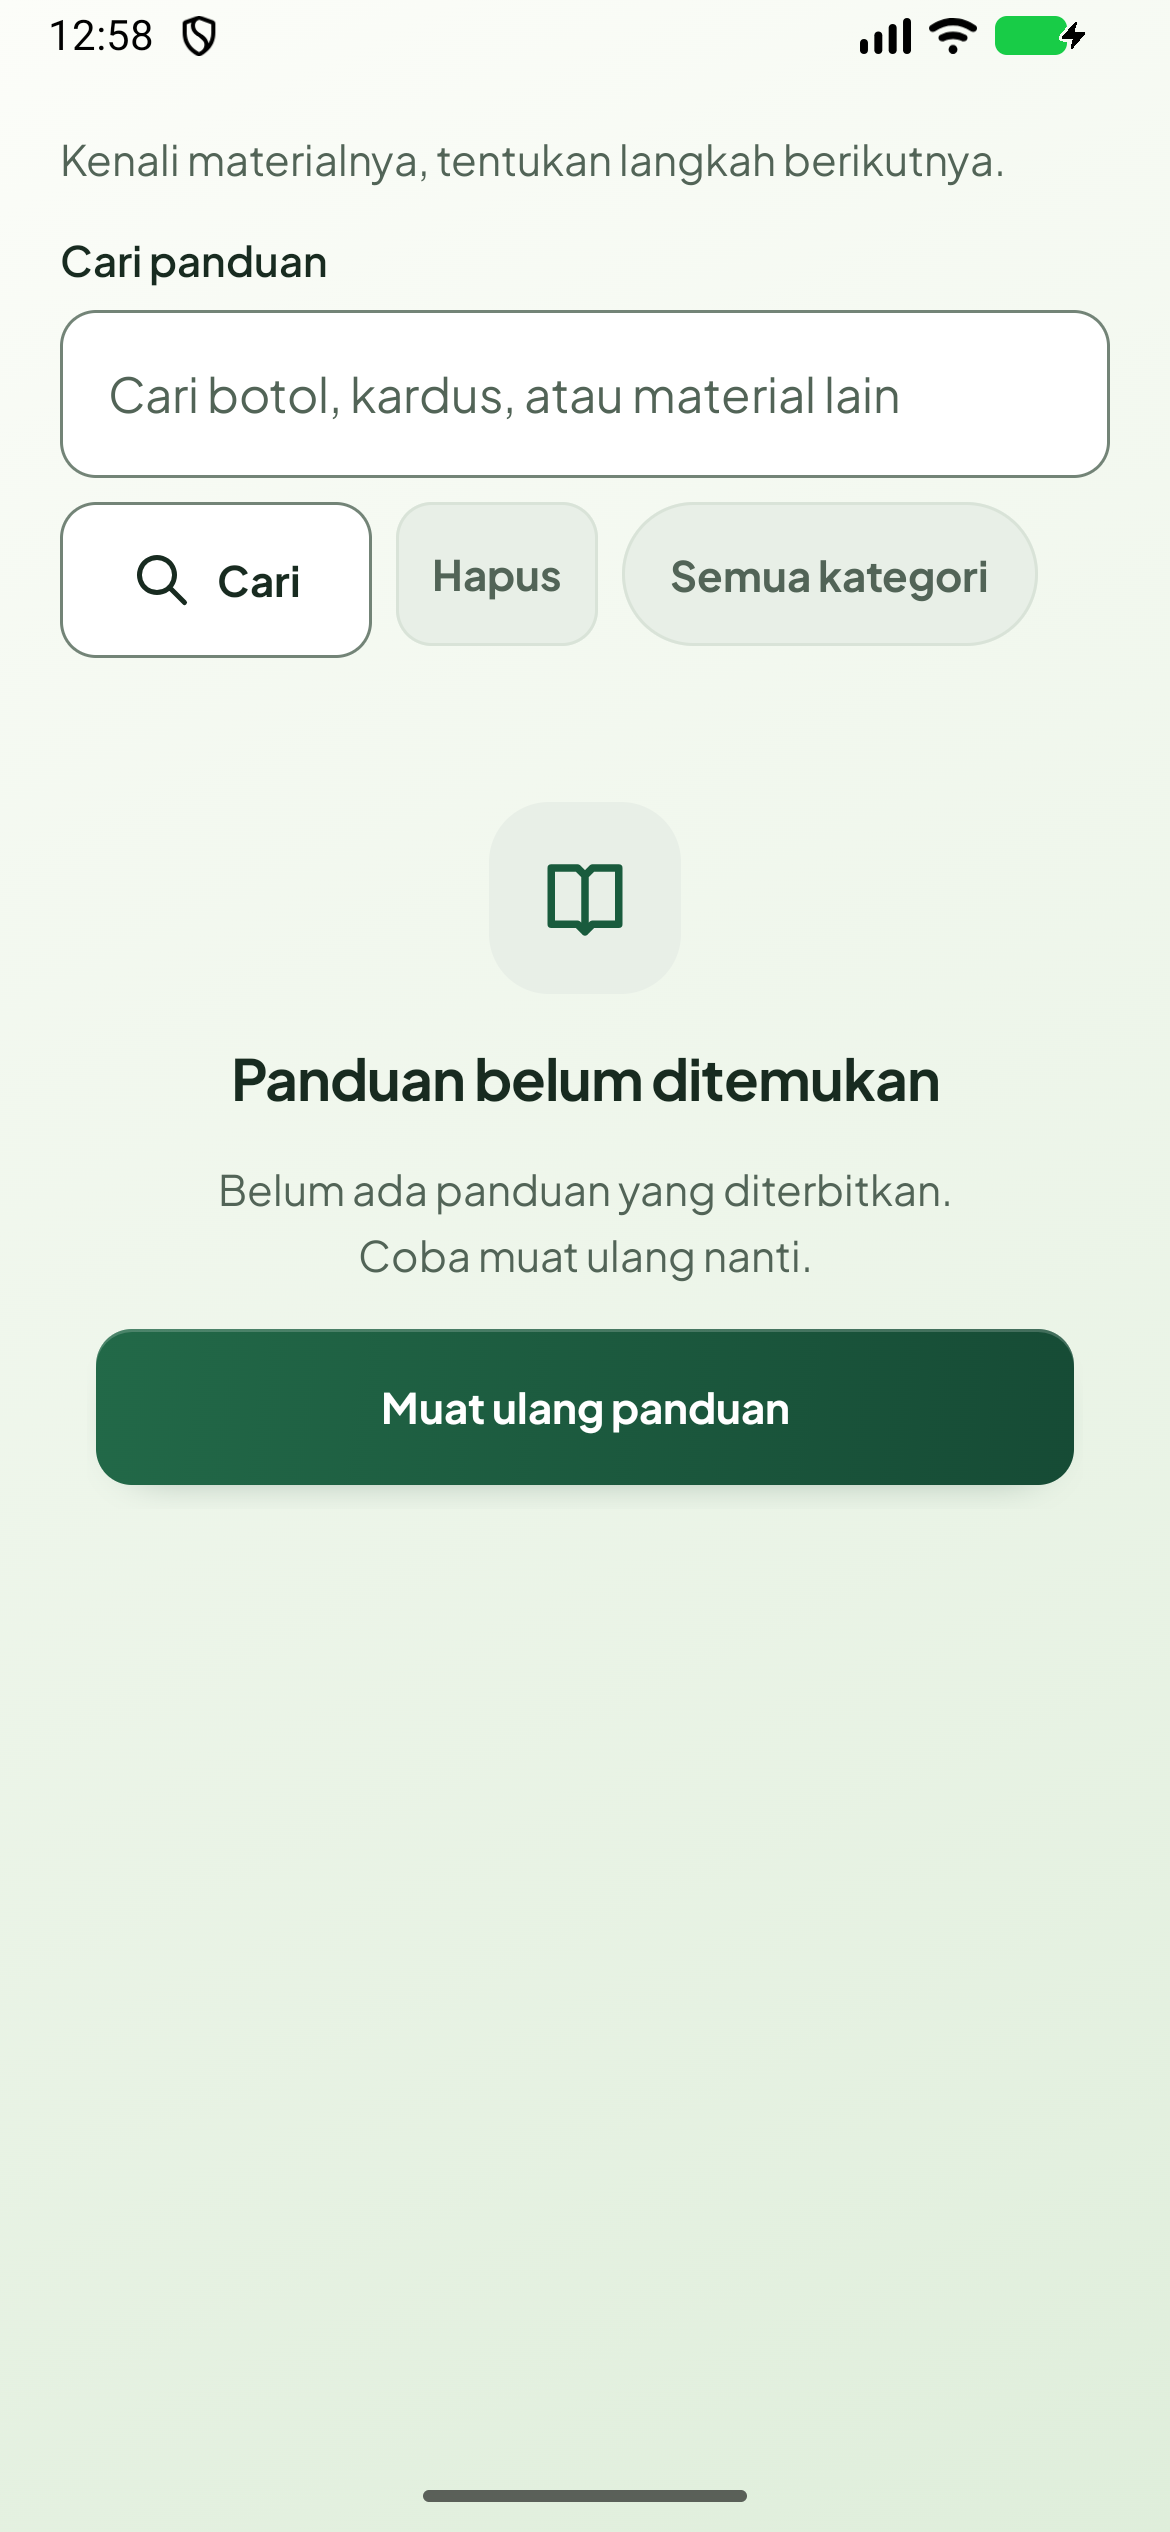 12:58
Kenali materialnya, tentukan langkah berikutnya.
Cari panduan
Cari botol, kardus, atau material lain
Cari
Hapus
Semua kategori
Panduan belum ditemukan
Belum ada panduan yang diterbitkan.
Coba muat ulang nanti.
Muat ulang panduan